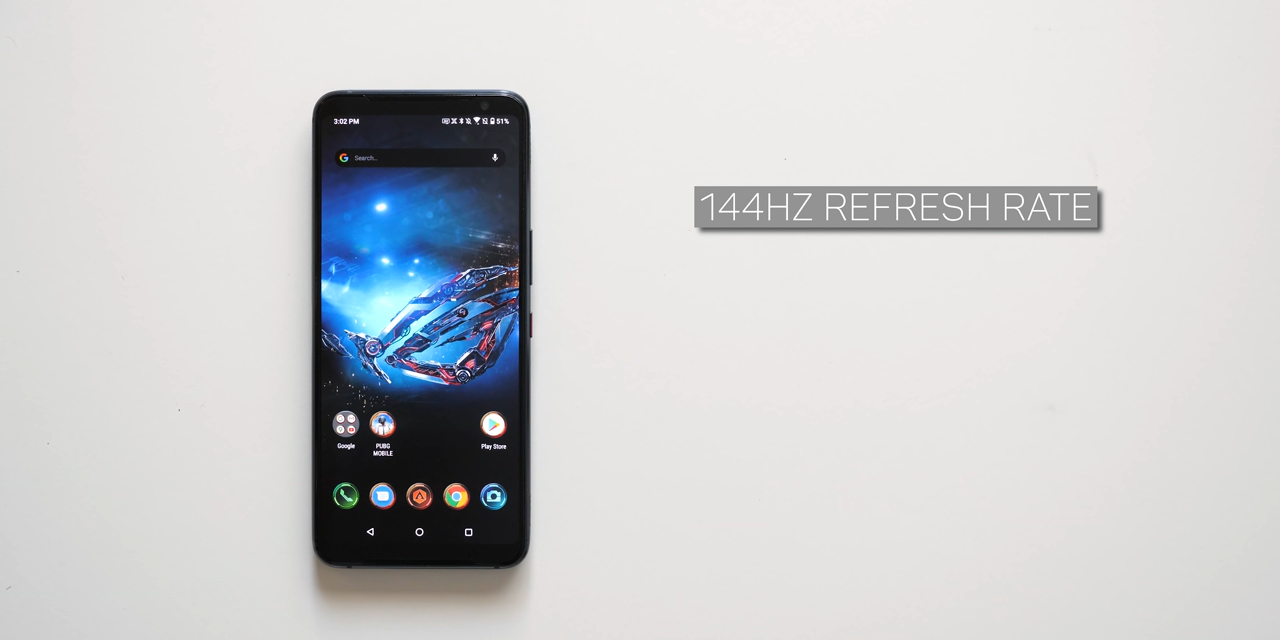 3:02 PM
51%
Search..
144HZ REFRESH RATE
Google
PUBG
MOBILE
Play Store